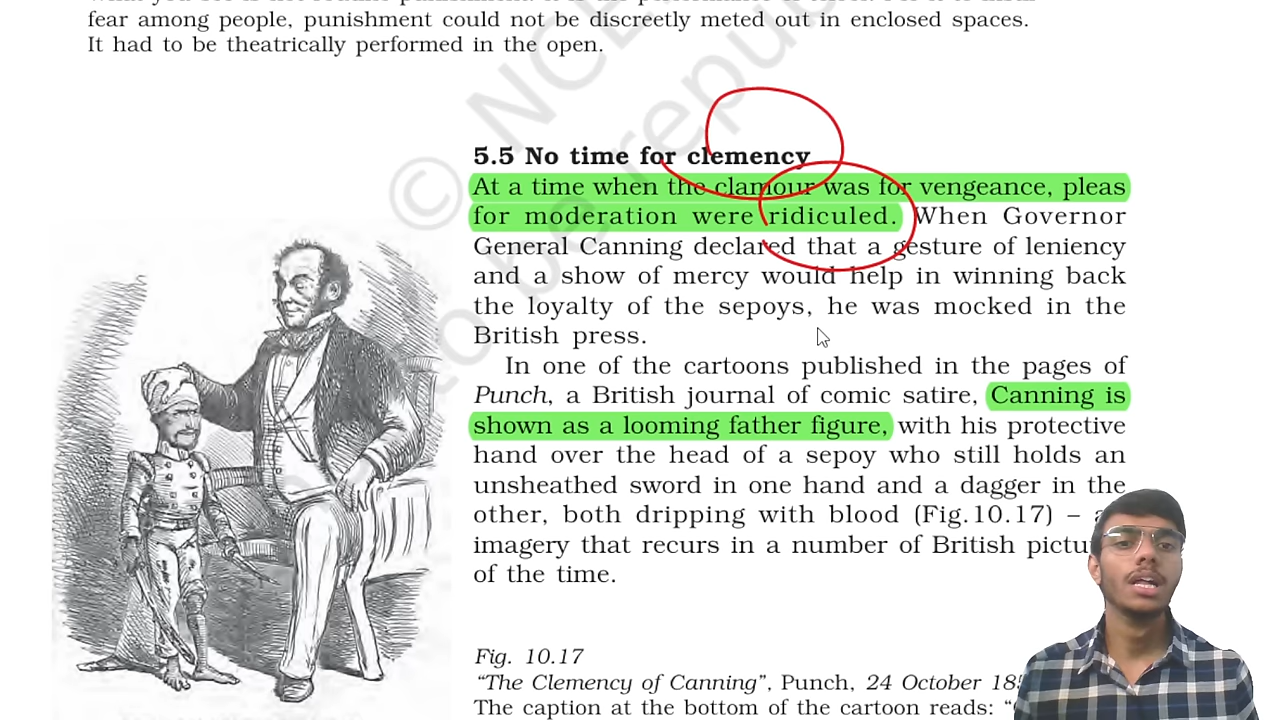 fear among people, punishment could not be discreetly meted out in enclosed spaces.
It had to be theatrically performed in the open.
5.5 No time for clemency
At a time when the clamour was for vengeance, pleas
for moderation were ridiculed. When Governor
General Canning declared that a gesture of leniency
and a show of mercy would help in winning back
the loyalty of the sepoys, he was mocked in the
British press.
In one of the cartoons published in the pages of
Punch, a British journal of comic satire, Canning is
shown as a looming father figure, with his protective
hand over the head of a sepoy who still holds an
unsheathed sword in one hand and a dagger in the
other, both dripping with blood (Fig.10.17) –
imagery that recurs in a number of British
of the time.
Fig. 10.17
“The Clemency of Canning”, Punch, 24 October
The caption at the bottom of the cartoon reads:
© NCE
to be repu